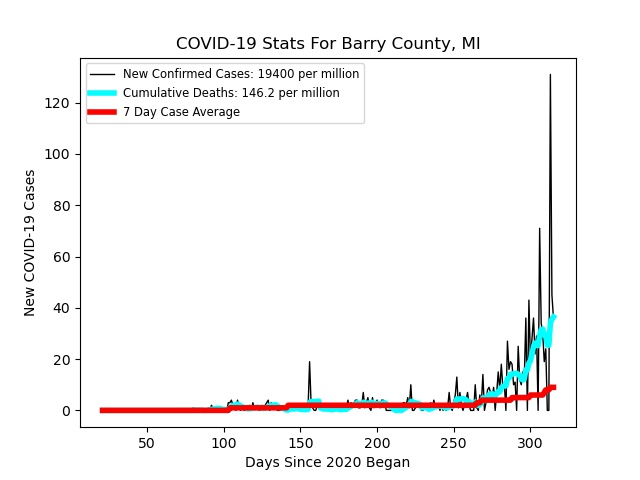 COVID-19 Stats For Barry County, MI
New Confirmed Cases: 19400 per million
Cumulative Deaths: 146.2 per million
7 Day Case Average
New COVID-19 Cases
120
100
80
60
40
20
0
50 100 150 200 250 300
Days Since 2020 Began